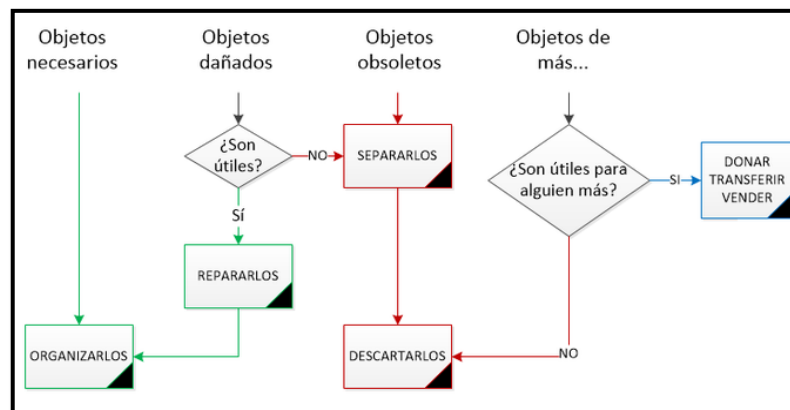 Objetos
necesarios
Objetos
dañados
Objetos
obsoletos
Objetos de
más...
¿Son
útiles?
NO
SEPARARLOS
¿Son útiles para
alguien más?
SI
DONAR
TRANSFERIR
VENDER
Sí
REPARARLOS
ORGANIZARLOS
DESCARTARLOS
NO